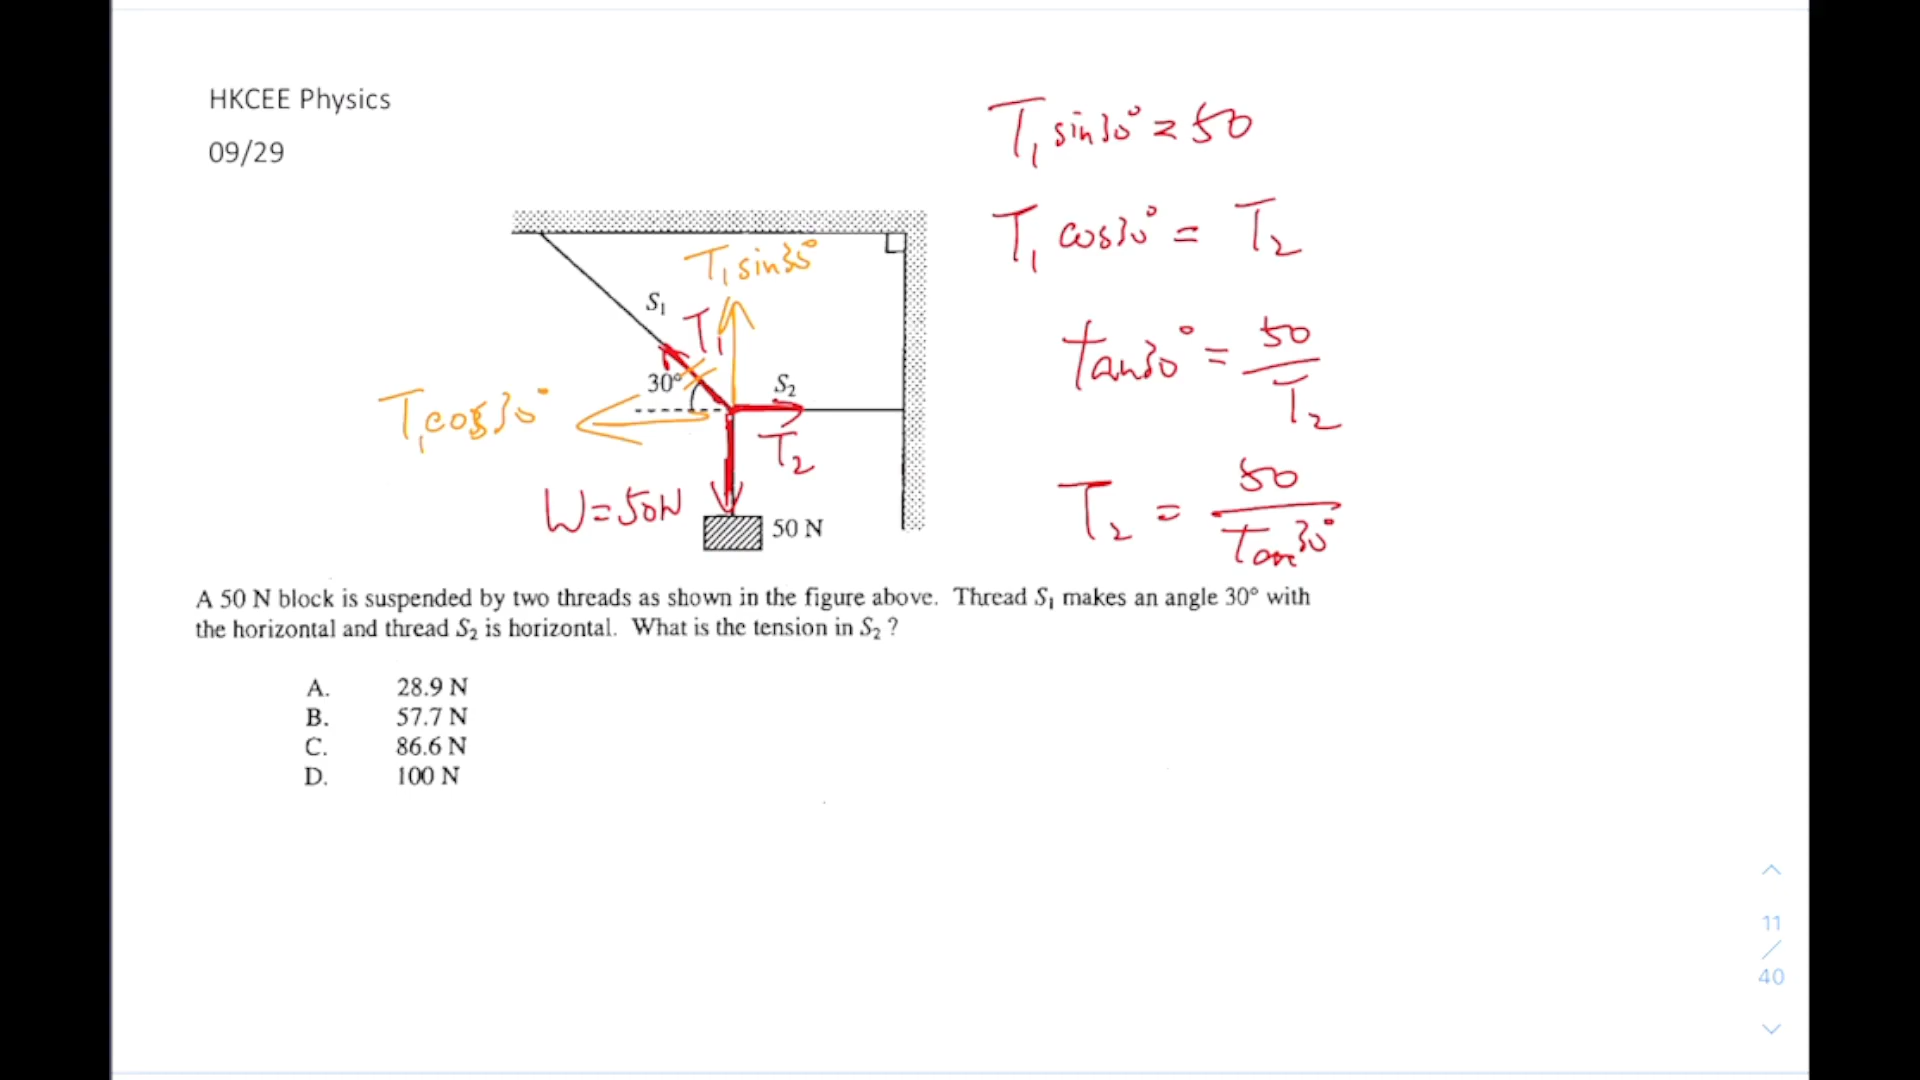 HKCEE Physics
09/29
T₁ sin30° = 50
T₁ cos30° = T₂
T₁ sin30°
S₁
T₁
30°
S₂
T₁cos30°
T₂
W=50N
50 N
tan30° = 50/T₂
T₂ = 50/Tan30°
A 50 N block is suspended by two threads as shown in the figure above. Thread S₁ makes an angle 30° with
the horizontal and thread S₂ is horizontal. What is the tension in S₂ ?
A. 28.9 N
B. 57.7 N
C. 86.6 N
D. 100 N
11
/
40